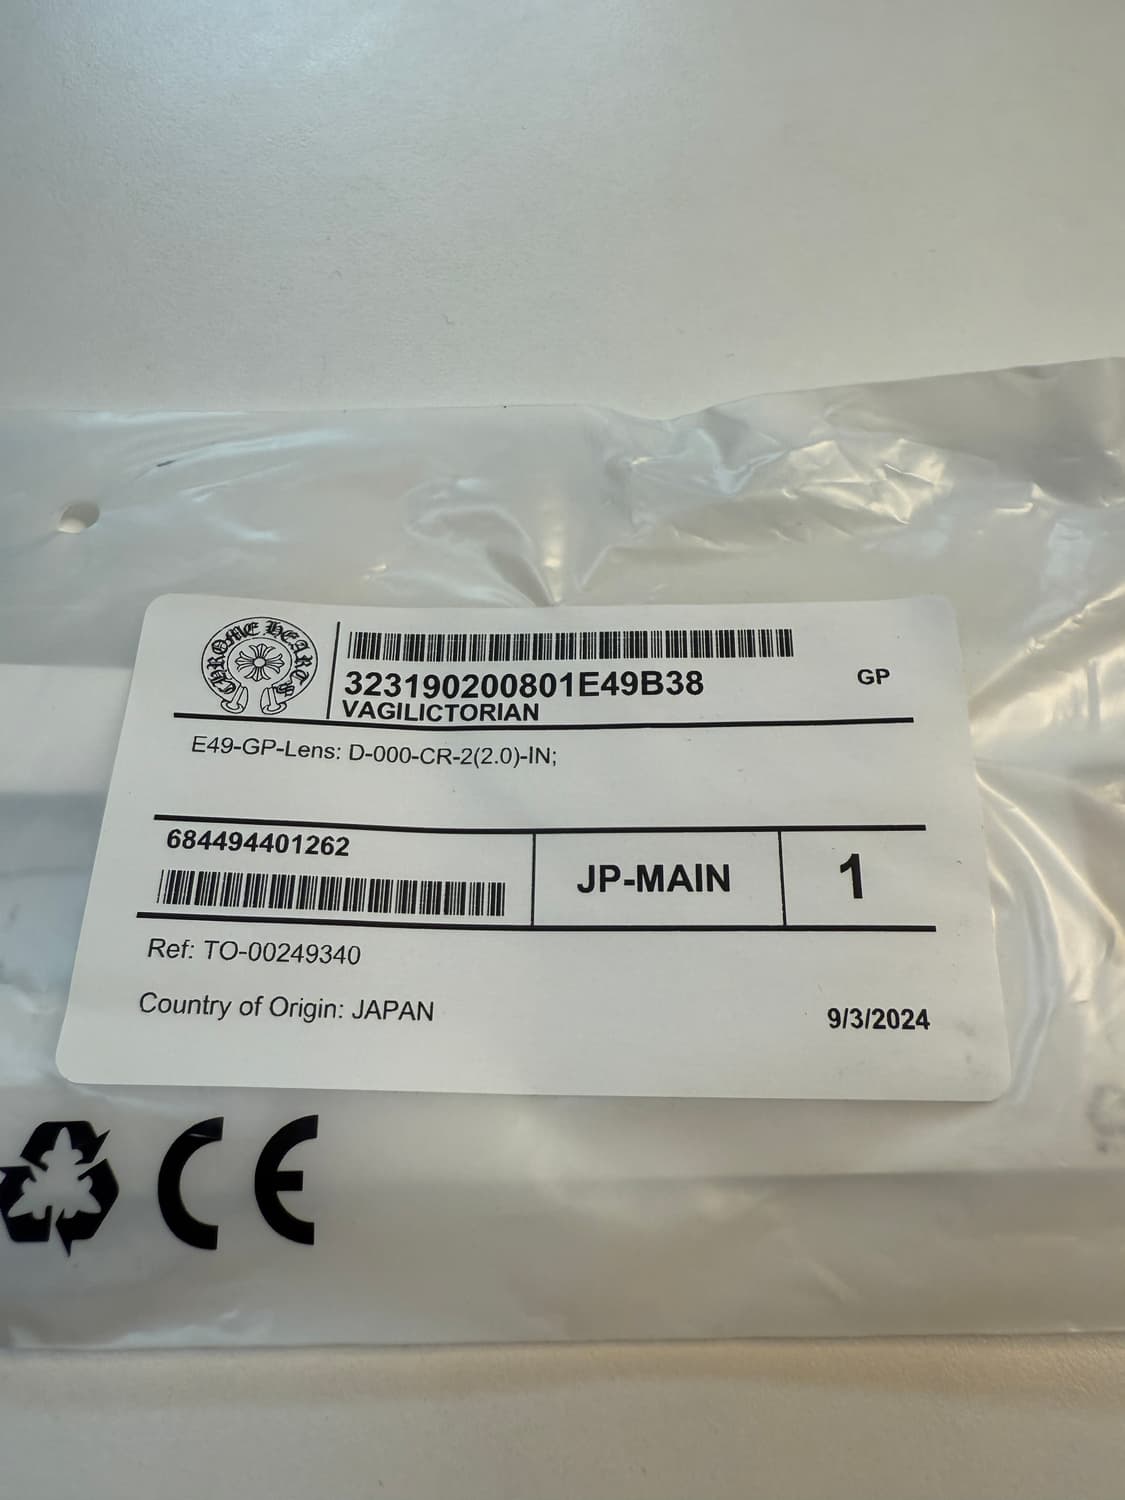 CHROME HEARTS
323190200801E49B38
GP
VAGILICTORIAN
E49-GP-Lens: D-000-CR-2(2.0)-IN;
684494401262
JP-MAIN
1
Ref: TO-00249340
Country of Origin: JAPAN
9/3/2024
CE